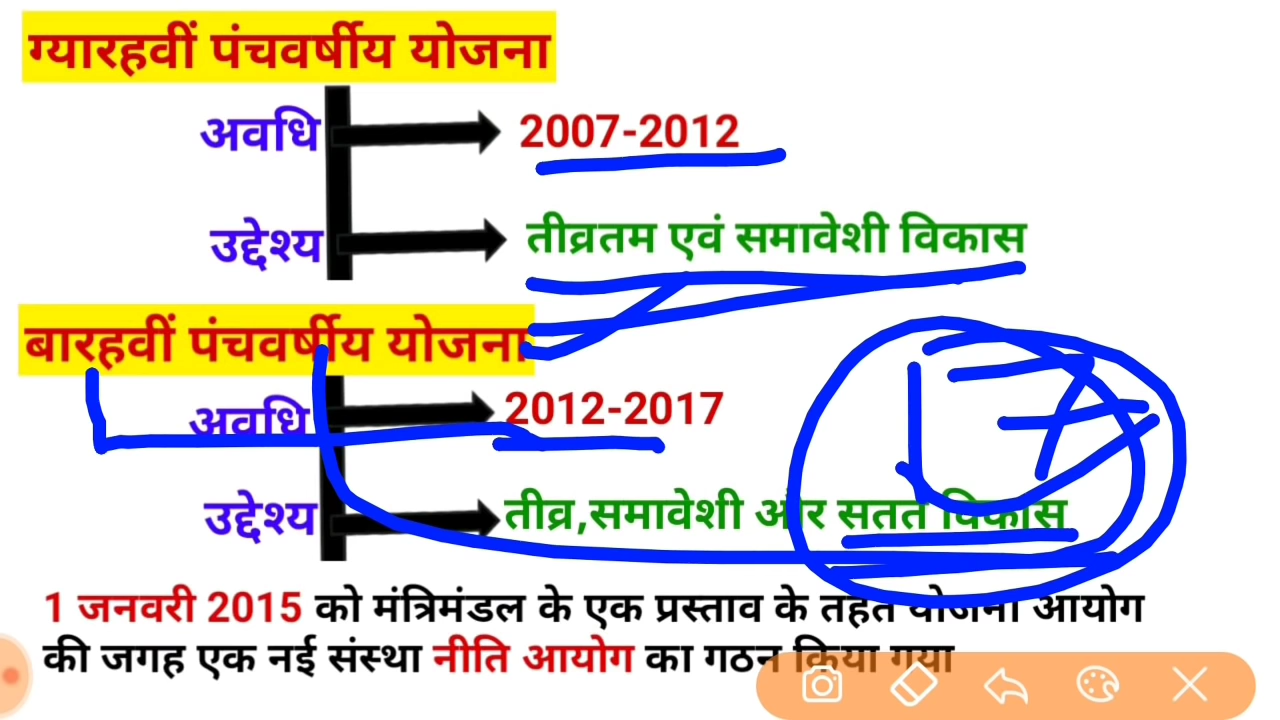 ग्यारहवीं पंचवर्षीय योजना
अवधि 2007-2012
उद्देश्य तीव्रतम एवं समावेशी विकास
बारहवीं पंचवर्षीय योजना
अवधि 2012-2017
उद्देश्य तीव्र,समावेशी और सतत विकास
1 जनवरी 2015 को मंत्रिमंडल के एक प्रस्ताव के तहत योजना आयोग
की जगह एक नई संस्था नीति आयोग का गठन किया गया